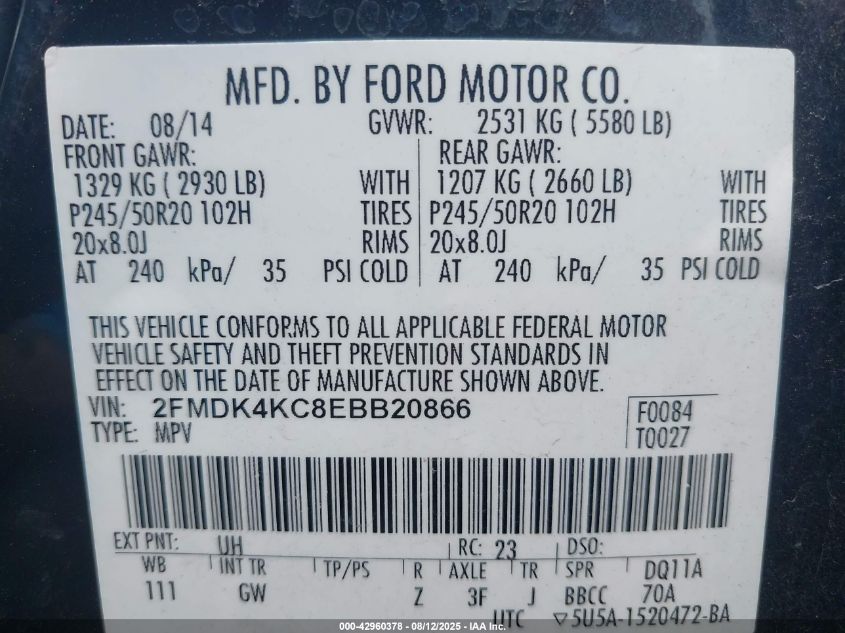 MFD. BY FORD MOTOR CO.
DATE: 08/14 GVWR: 2531 KG ( 5580 LB)
FRONT GAWR: REAR GAWR:
1329 KG ( 2930 LB) WITH 1207 KG ( 2660 LB) WITH
P245/50R20 102H TIRES P245/50R20 102H TIRES
20x8.0J RIMS 20x8.0J RIMS
AT 240 kPa/ 35 PSI COLD AT 240 kPa/ 35 PSI COLD
THIS VEHICLE CONFORMS TO ALL APPLICABLE FEDERAL MOTOR
VEHICLE SAFETY AND THEFT PREVENTION STANDARDS IN
EFFECT ON THE DATE OF MANUFACTURE SHOWN ABOVE.
VIN: 2FMDK4KC8EBB20866 F0084
TYPE: MPV T0027
EXT PNT: UH RC: 23 DSO:
WB INT TR TP/PS R AXLE TR SPR DQ11A
111 GW Z 3F J BBCC 70A
UTC ▽5U5A-1520472-BA
000-42960378 - 08/12/2025 - IAA Inc.